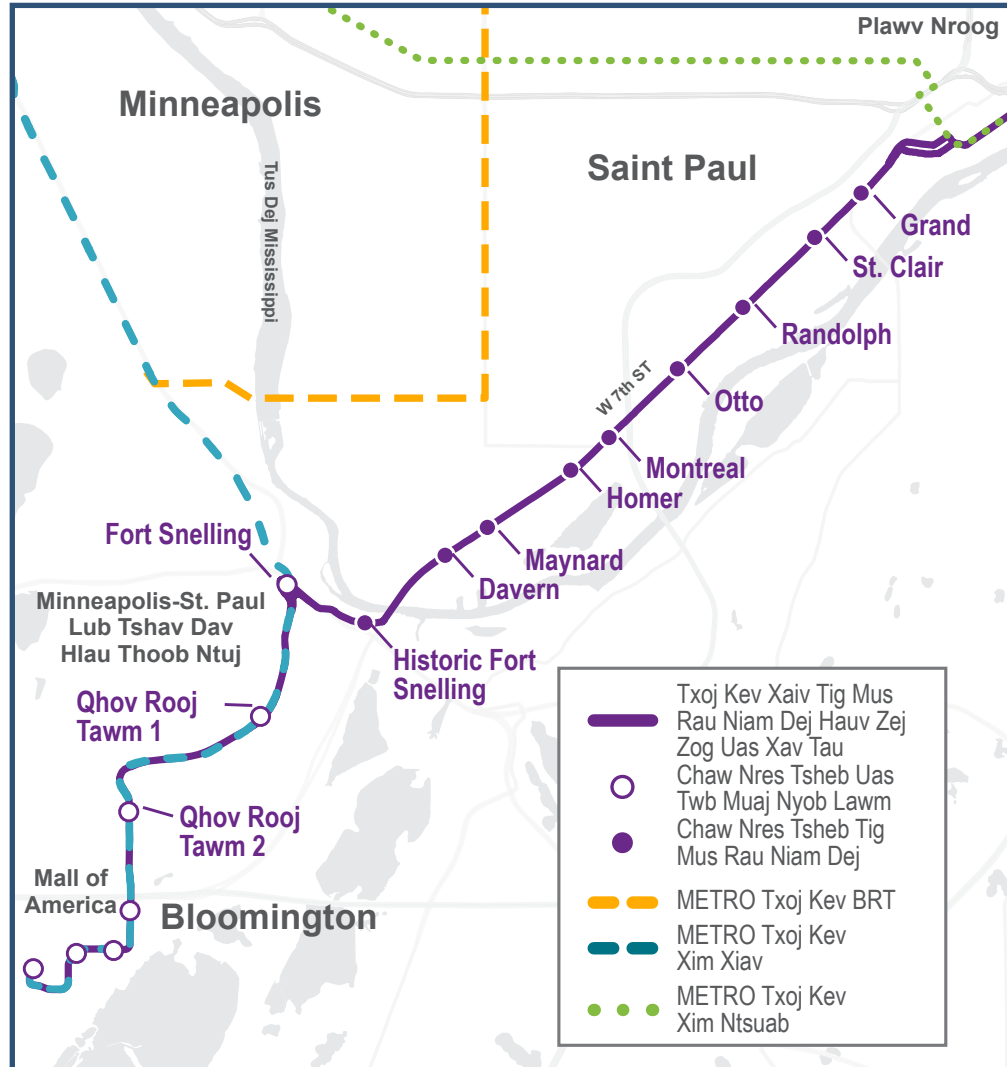 Plawv Nroog
Minneapolis
Saint Paul
Tus Dej Mississippi
Grand
St. Clair
Randolph
Otto
W 7th ST
Montreal
Homer
Maynard
Davern
Fort Snelling
Minneapolis-St. Paul
Lub Tshav Dav
Hlau Thoob Ntuj
Historic Fort
Snelling
Qhov Rooj
Tawm 1
Qhov Rooj
Tawm 2
Mall of
America
Bloomington
Txoj Kev Xaiv Tig Mus
Rau Niam Dej Hauv Zej
Zog Uas Xav Tau
Chaw Nres Tsheb Uas
Twb Muaj Nyob Lawm
Chaw Nres Tsheb Tig
Mus Rau Niam Dej
METRO Txoj Kev BRT
METRO Txoj Kev
Xim Xiav
METRO Txoj Kev
Xim Ntsuab